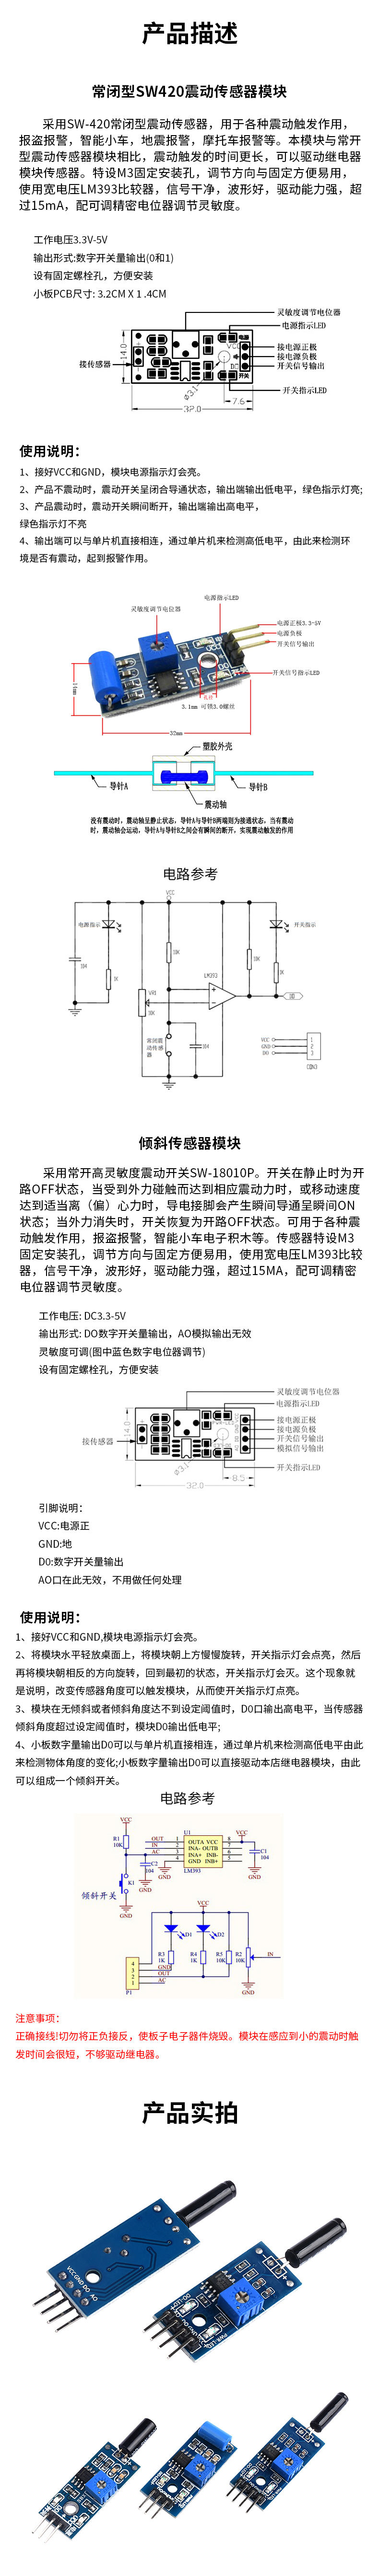 产品描述
常闭型SW420震动传感器模块
采用SW-420常闭型震动传感器，用于各种震动触发作用，
报盗报警，智能小车，地震报警，摩托车报警等。本模块与常开
型震动传感器模块相比，震动触发的时间更长，可以驱动继电器
模块传感器。特设M3固定安装孔，调节方向与固定方便易用，
使用宽电压LM393比较器，信号干净，波形好，驱动能力强，超
过15mA，配可调精密电位器调节灵敏度。
工作电压3.3V-5V
输出形式:数字开关量输出(0和1)
设有固定螺栓孔，方便安装
小板PCB尺寸: 3.2CM X 1 .4CM
灵敏度调节电位器
电源指示LED
接电源正极
接电源负极
开关信号输出
接传感器
开关指示LED
14.0
ø3.1
7.6
32.0
使用说明：
1、接好VCC和GND，模块电源指示灯会亮。
2、产品不震动时，震动开关呈闭合导通状态，输出端输出低电平，绿色指示灯亮;
3、产品震动时，震动开关瞬间断开，输出端输出高电平，
绿色指示灯不亮
4、输出端可以与单片机直接相连，通过单片机来检测高低电平，由此来检测环
境是否有震动，起到报警作用。
电源指示LED
灵敏度调节电位器
电源正极3.3-5V
电源负极
开关信号输出
开关信号指示LED
14mm
3.1mm 可锁3.0螺丝
32mm
塑胶外壳
导针A
导针B
震动轴
没有震动时，震动轴呈静止状态，导针A与导针B两端则为接通状态，当有震动
时，震动轴会运动，导针A与导针B之间会有瞬间的断开，实现震动触发的作用
电路参考
VCC
电源指示
开关指示
104
1K
10K
LM393
10K
1K
VR1
10K
DO
常闭震
动传感
器
104
VCC
GND
DO
1
2
3
CON3
倾斜传感器模块
采用常开高灵敏度震动开关SW-18010P。开关在静止时为开
路OFF状态，当受到外力碰触而达到相应震动力时，或移动速度
达到适当离（偏）心力时，导电接脚会产生瞬间导通呈瞬间ON
状态；当外力消失时，开关恢复为开路OFF状态。可用于各种震
动触发作用，报盗报警，智能小车电子积木等。传感器特设M3
固定安装孔，调节方向与固定方便易用，使用宽电压LM393比较
器，信号干净，波形好，驱动能力强，超过15MA，配可调精密
电位器调节灵敏度。
工作电压: DC3.3-5V
输出形式: DO数字开关量输出，AO模拟输出无效
灵敏度可调(图中蓝色数字电位器调节)
设有固定螺栓孔，方便安装
灵敏度调节电位器
电源指示LED
接电源正极
接电源负极
开关信号输出
模拟信号输出
接传感器
开关指示LED
14.0
ø3.1
8.5
32.0
引脚说明：
VCC:电源正
GND:地
D0:数字开关量输出
AO口在此无效，不用做任何处理
使用说明：
1、接好VCC和GND,模块电源指示灯会亮。
2、将模块水平轻放桌面上，将模块朝上方慢慢旋转，开关指示灯会点亮，然后
再将模块朝相反的方向旋转，回到最初的状态，开关指示灯会灭。这个现象就
是说明，改变传感器角度可以触发模块，从而使开关指示灯点亮。
3、模块在无倾斜或者倾斜角度达不到设定阈值时，D0口输出高电平，当传感器
倾斜角度超过设定阈值时，模块D0输出低电平;
4、小板数字量输出D0可以与单片机直接相连，通过单片机来检测高低电平由此
来检测物体角度的变化;小板数字量输出D0可以直接驱动本店继电器模块，由此
可以组成一个倾斜开关。
电路参考
VCC
R1
10K
U1
OUT 1 OUTA VCC 8
IN 2 INA- OUTB 7
AC 3 INA+ INB- 6
4 GND INB+ 5
LM393
VCC
C1
104
GND
C2
104
GND
GND
K1
倾斜开关
GND
VCC
D1
D2
R3
1K
R4
1K
R5
10K
R2
10K
IN
4
3
2
1
P1
GND
OUT
AC
GND
注意事项：
正确接线!切勿将正负接反，使板子电子器件烧毁。模块在感应到小的震动时触
发时间会很短，不够驱动继电器。
产品实拍
VCC GND DO AO